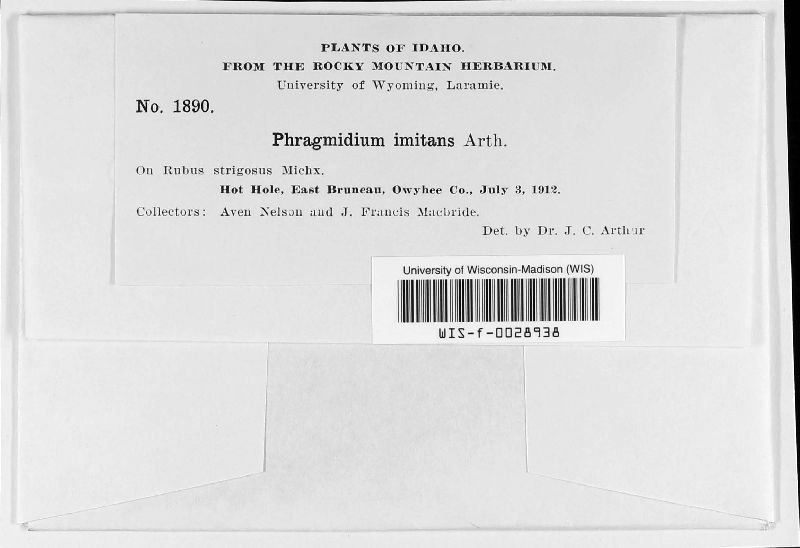 PLANTS OF IDAHO.
FROM THE ROCKY MOUNTAIN HERBARIUM.
University of Wyoming, Laramie.
No. 1890.
Phragmidium imitans Arth.
On Rubus strigosus Michx.
Hot Hole, East Bruneau, Owyhee Co., July 3, 1912.
Collectors: Aven Nelson and J. Francis Macbride.
Det. by Dr. J. C. Arthur
University of Wisconsin-Madison (WIS)
WIS-f-0028938